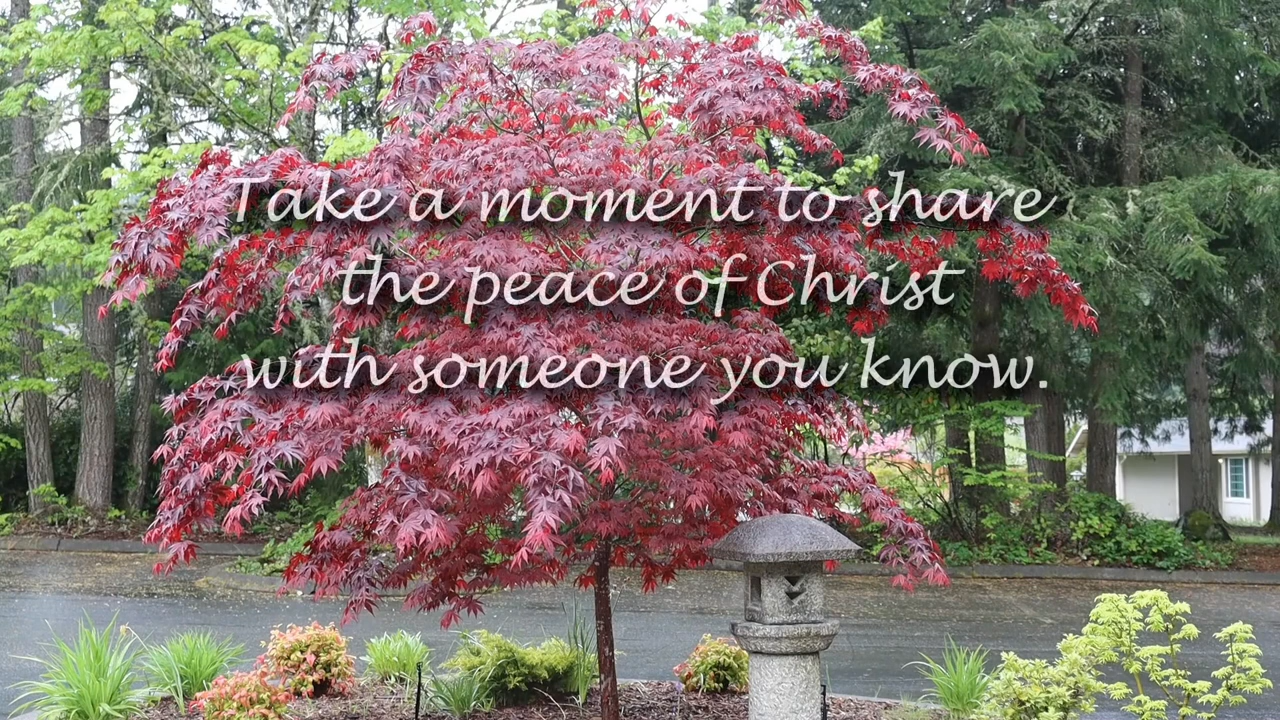 Take a moment to share
the peace of Christ
with someone you know.